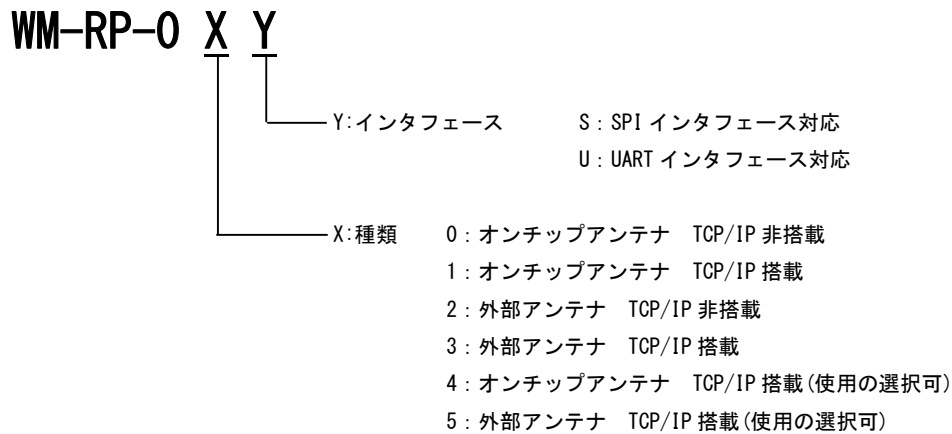 WM-RP-0 X Y
Y:インタフェース S：SPI インタフェース対応
U：UART インタフェース対応
X:種類 0：オンチップアンテナ TCP/IP 非搭載
1：オンチップアンテナ TCP/IP 搭載
2：外部アンテナ TCP/IP 非搭載
3：外部アンテナ TCP/IP 搭載
4：オンチップアンテナ TCP/IP 搭載(使用の選択可)
5：外部アンテナ TCP/IP 搭載(使用の選択可)